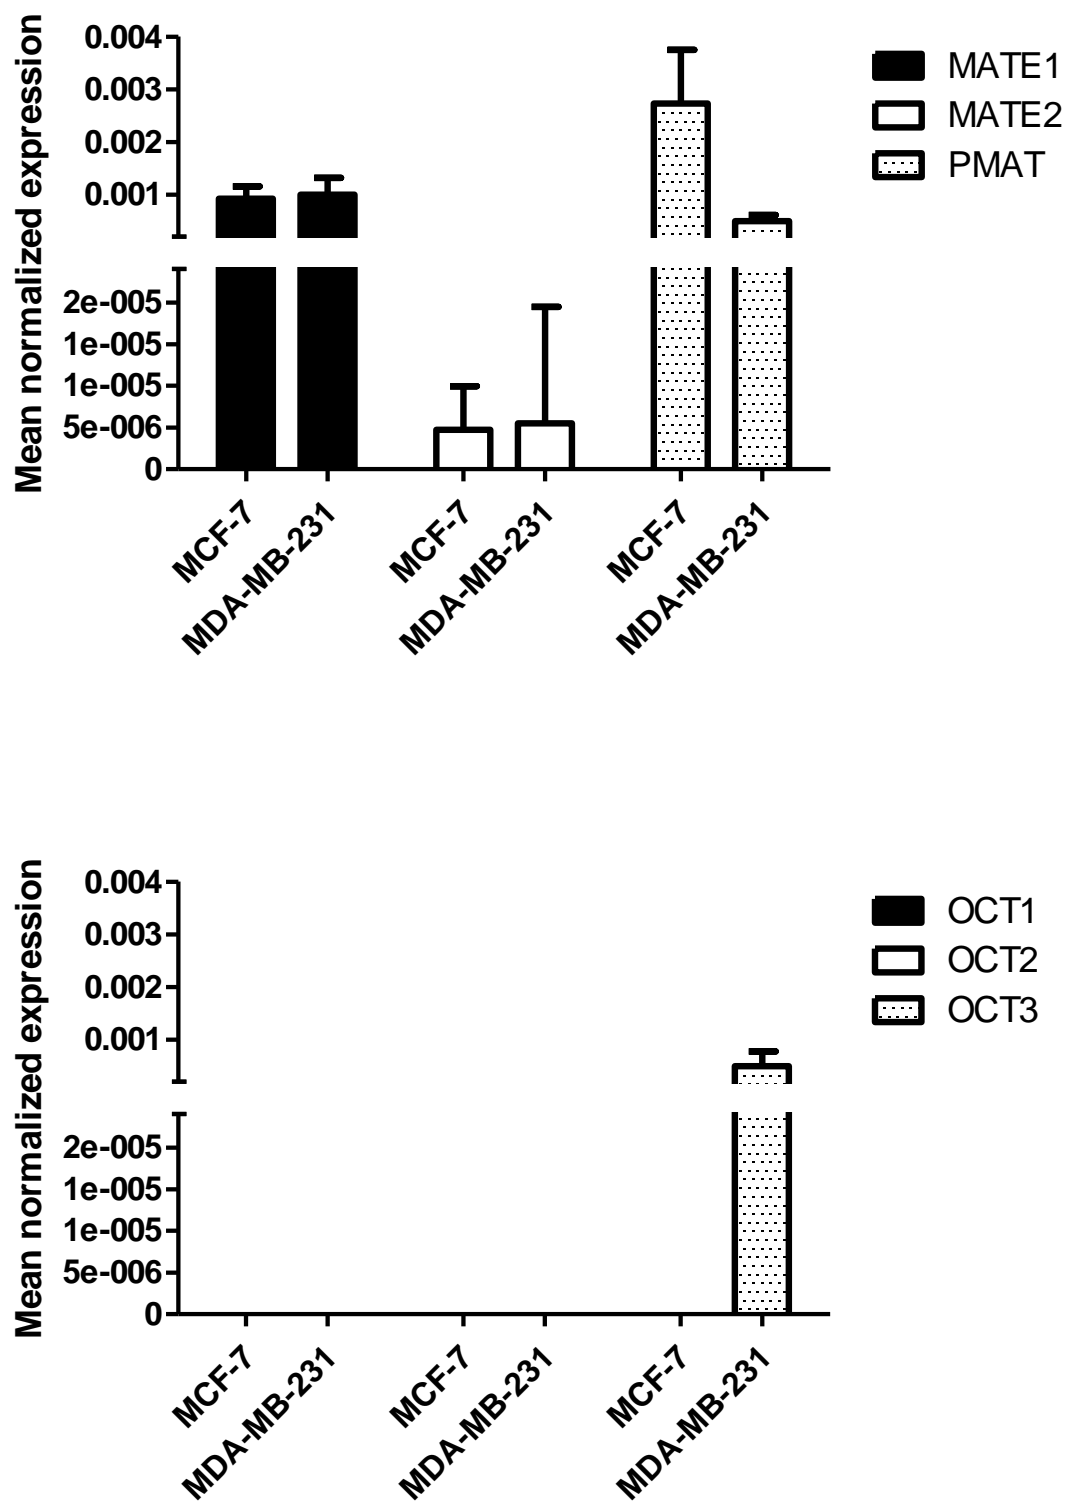 Mean normalized expression
0.004
0.003
0.002
0.001
2e-005
1e-005
1e-005
5e-006
0
MCF-7
MDA-MB-231
MCF-7
MDA-MB-231
MCF-7
MDA-MB-231
MATE1
MATE2
PMAT
Mean normalized expression
0.004
0.003
0.002
0.001
2e-005
1e-005
1e-005
5e-006
0
MCF-7
MDA-MB-231
MCF-7
MDA-MB-231
MCF-7
MDA-MB-231
OCT1
OCT2
OCT3